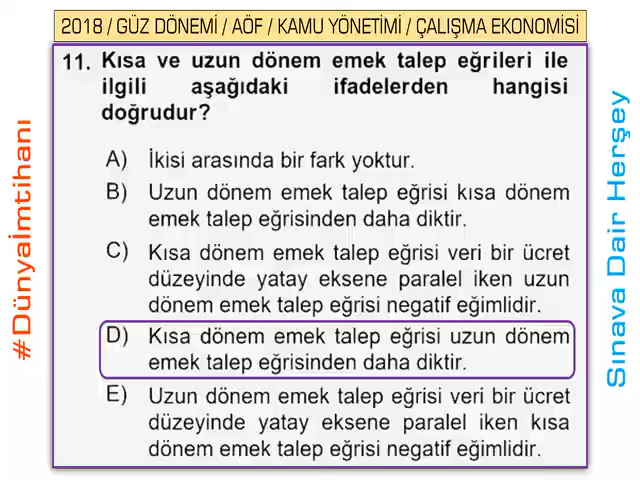 2018 / GÜZ DÖNEMİ / AÖF / KAMU YÖNETİMİ / ÇALIŞMA EKONOMİSİ
11. Kısa ve uzun dönem emek talep eğrileri ile
ilgili aşağıdaki ifadelerden hangisi
doğrudur?
A) İkisi arasında bir fark yoktur.
B) Uzun dönem emek talep eğrisi kısa dönem
emek talep eğrisinden daha diktir.
C) Kısa dönem emek talep eğrisi veri bir ücret
düzeyinde yatay eksene paralel iken uzun
dönem emek talep eğrisi negatif eğimlidir.
D) Kısa dönem emek talep eğrisi uzun dönem
emek talep eğrisinden daha diktir.
E) Uzun dönem emek talep eğrisi veri bir ücret
düzeyinde yatay eksene paralel iken kısa
dönem emek talep eğrisi negatif eğimlidir.
#Dünyaİmtihanı
Sınava Dair Herşey